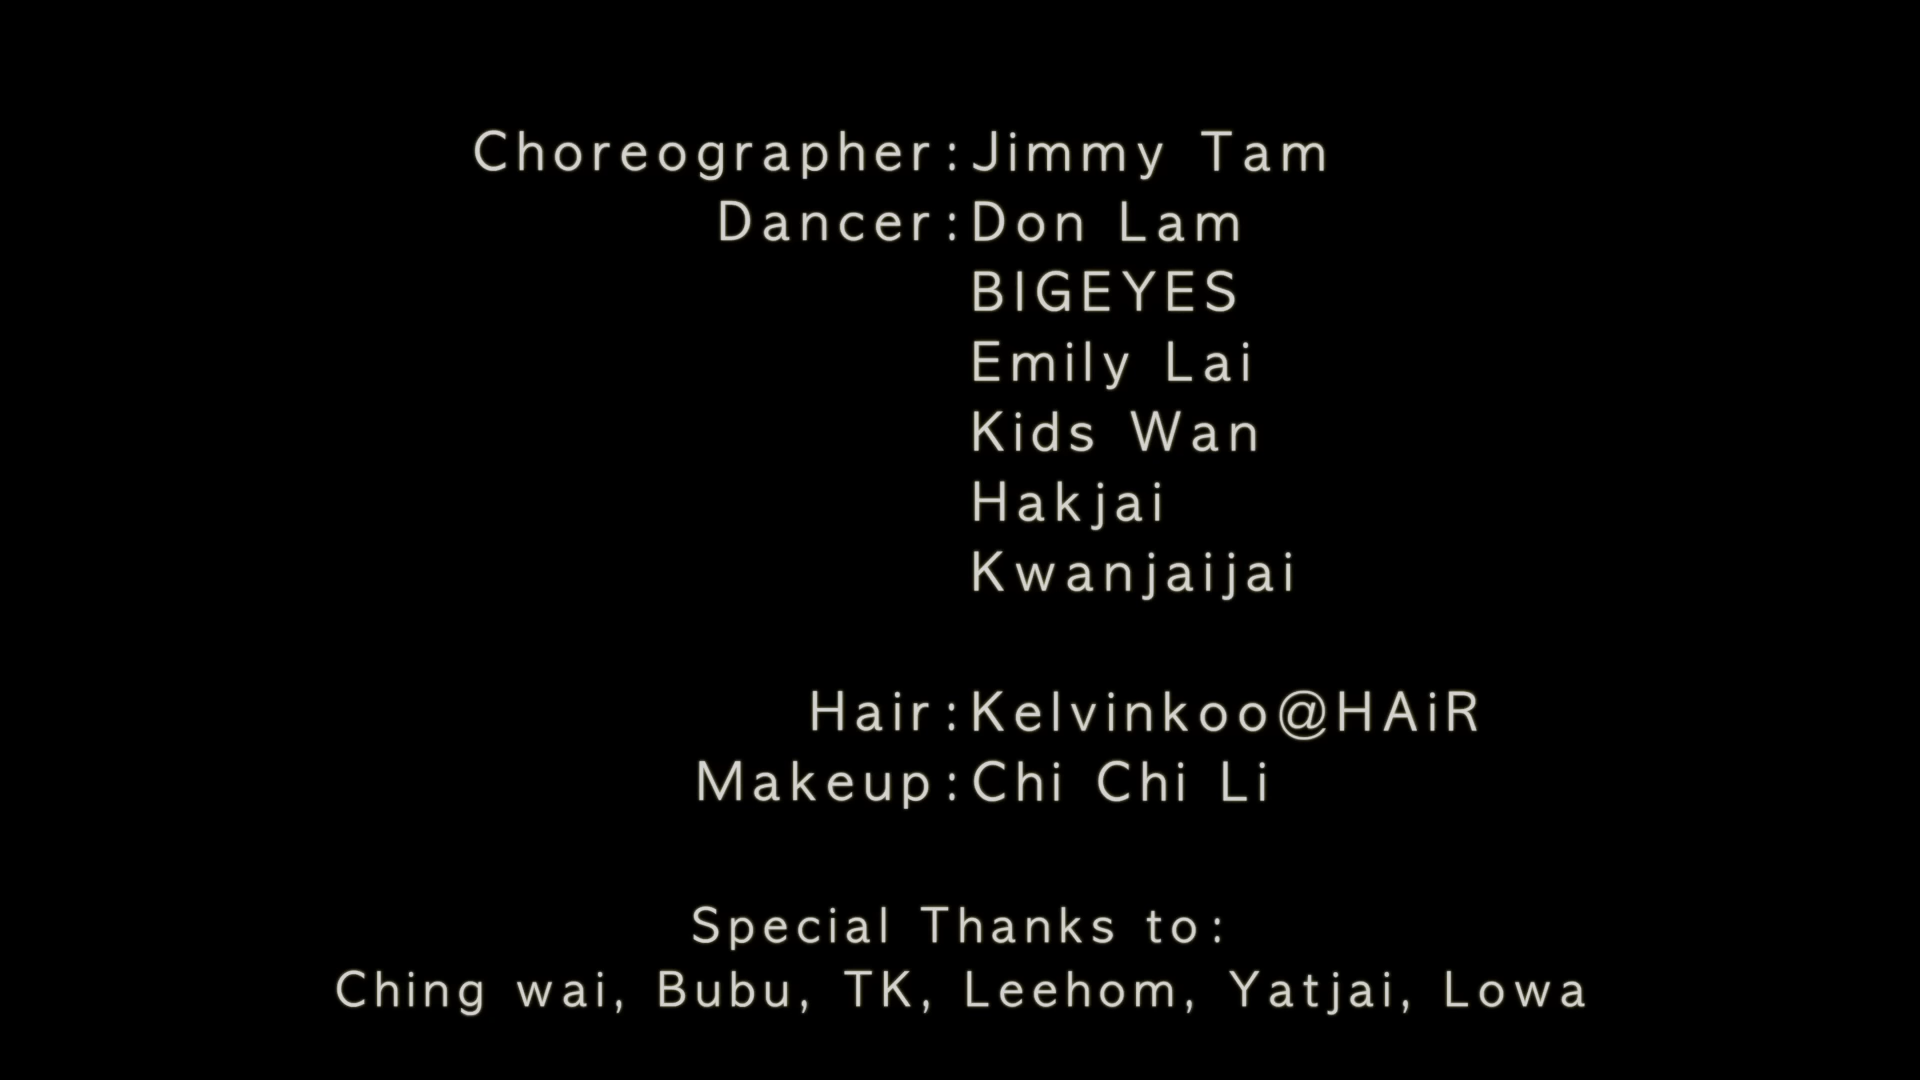 Choreographer:Jimmy Tam
Dancer:Don Lam
BIGEYES
Emily Lai
Kids Wan
Hakjai
Kwanjaijai
Hair:Kelvinkoo@HAiR
Makeup:Chi Chi Li
Special Thanks to:
Ching wai, Bubu, TK, Leehom, Yatjai, Lowa